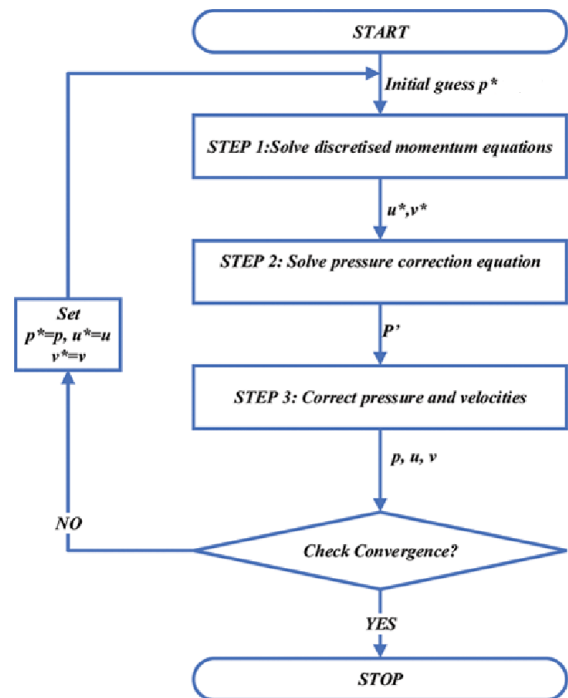 START
Initial guess p*
STEP 1:Solve discretised momentum equations
u*,v*
STEP 2: Solve pressure correction equation
P’
STEP 3: Correct pressure and velocities
p, u, v
Check Convergence?
NO
Set
p*=p, u*=u
v*=v
YES
STOP